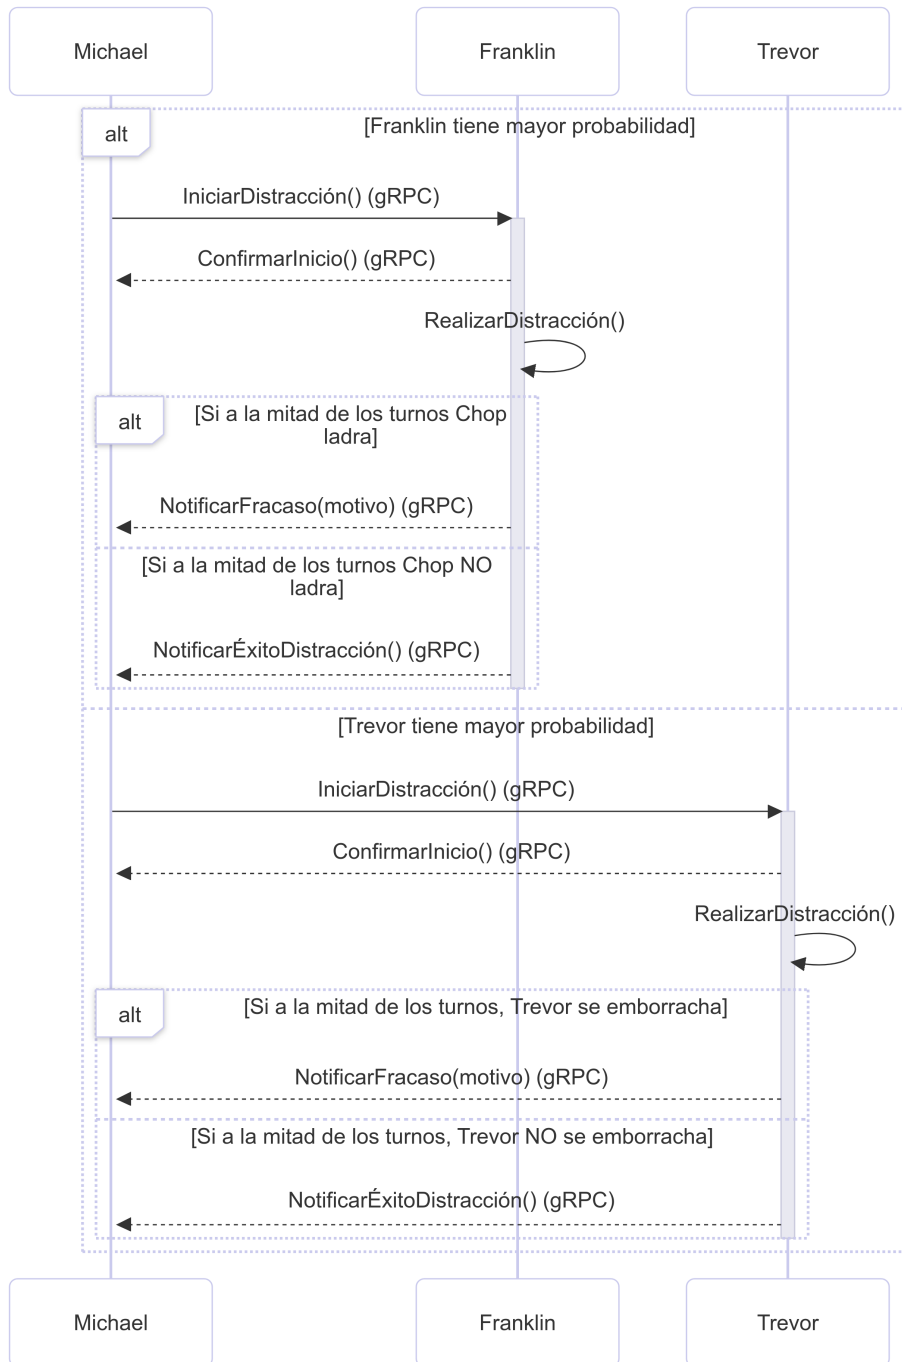 Michael
Franklin
Trevor
alt
[Franklin tiene mayor probabilidad]
IniciarDistracción() (gRPC)
ConfirmarInicio() (gRPC)
RealizarDistracción()
alt
[Si a la mitad de los turnos Chop
ladra]
NotificarFracaso(motivo) (gRPC)
[Si a la mitad de los turnos Chop NO
ladra]
NotificarÉxitoDistracción() (gRPC)
[Trevor tiene mayor probabilidad]
IniciarDistracción() (gRPC)
ConfirmarInicio() (gRPC)
RealizarDistracción()
alt
[Si a la mitad de los turnos, Trevor se emborracha]
NotificarFracaso(motivo) (gRPC)
[Si a la mitad de los turnos, Trevor NO se emborracha]
NotificarÉxitoDistracción() (gRPC)
Michael
Franklin
Trevor